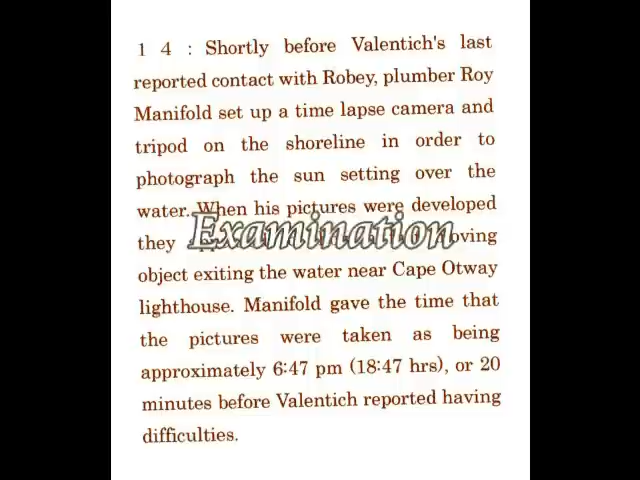 1 4 : Shortly before Valentich's last
reported contact with Robey, plumber Roy
Manifold set up a time lapse camera and
tripod on the shoreline in order to
photograph the sun setting over the
water. When his pictures were developed
they
Examination
object exiting the water near Cape Otway
lighthouse. Manifold gave the time that
the pictures were taken as being
approximately 6:47 pm (18:47 hrs), or 20
minutes before Valentich reported having
difficulties.